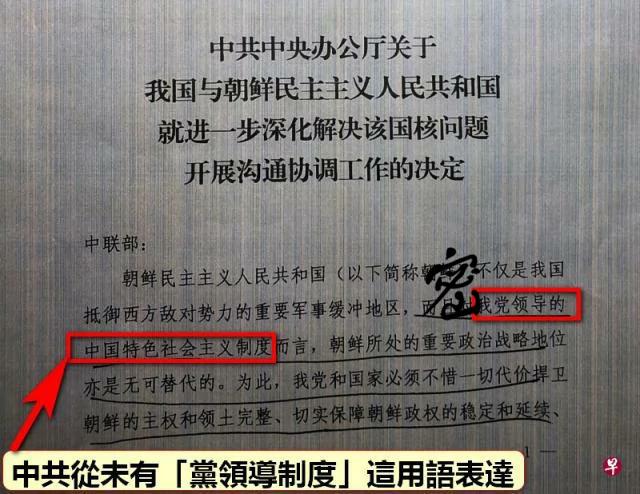 中共中央办公厅关于
我国与朝鲜民主主义人民共和国
就进一步深化解决该国核问题
开展沟通协调工作的决定
中联部：
朝鲜民主主义人民共和国（以下简称朝 不仅是我国
密
抵御西方敌对势力的重要军事缓冲地区， 我党领导的
中国特色社会主义制度而言，朝鲜所处的重要政治战略地位
亦是无可替代的。为此，我党和国家必须不惜一切代价捍卫
朝鲜的主权和领土完整、切实保障朝鲜政权的稳定和延续、
1 —
中共從未有「黨領導制度」這用語表達
早